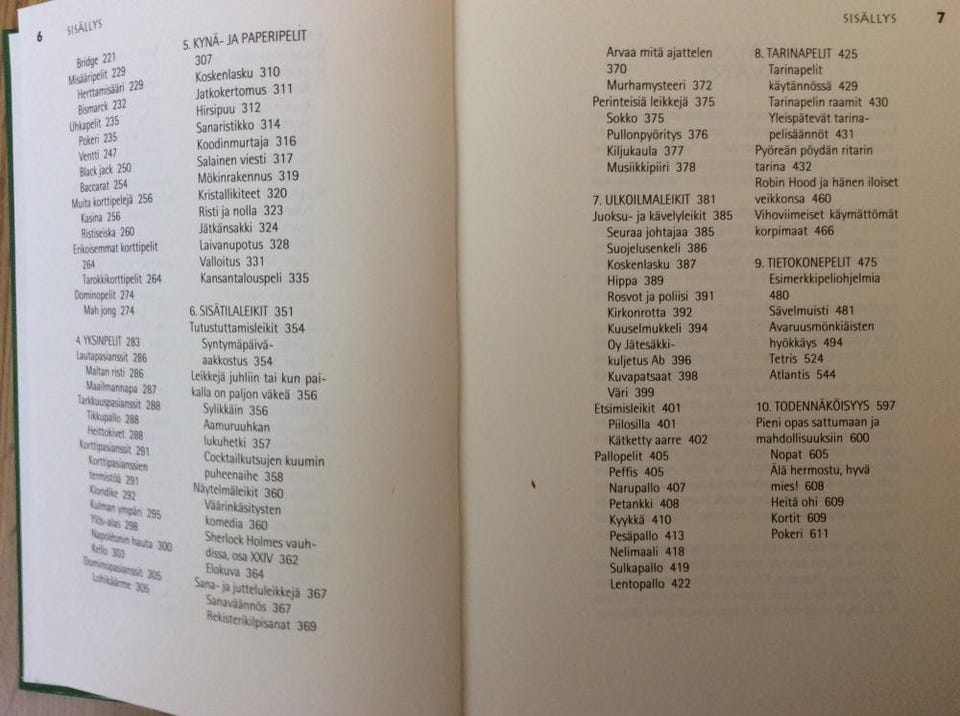 6 SISÄLLYS
Bridge 221
Misääripelit 229
Herttamisääri 229
Bismarck 232
Uhkapelit 235
Pokeri 235
Ventti 247
Black jack 250
Baccarat 254
Muita korttipelejä 256
Kasina 256
Ristiseiska 260
Erikoisemmat korttipelit
264
Tarokkikorttipelit 264
Dominopelit 274
Mah jong 274
4. YKSINPELIT 283
Lautapasianssit 286
Maltan risti 286
Maailmannapa 287
Tarkkuuspasianssit 288
Tikkupallo 288
Heittokivet 288
Korttipasianssit 291
Korttipasianssien
termistöä 291
Klondike 292
Kulman ympäri 295
Ylös-alas 298
Napoleonin hauta 300
Kello 303
Dominopasianssit 305
Lohikäärme 305
5. KYNÄ- JA PAPERIPELIT
307
Koskenlasku 310
Jatkokertomus 311
Hirsipuu 312
Sanaristikko 314
Koodinmurtaja 316
Salainen viesti 317
Mökinrakennus 319
Kristallikiteet 320
Risti ja nolla 323
Jätkänsakki 324
Laivanupotus 328
Valloitus 331
Kansantalouspeli 335
6. SISÄTILALEIKIT 351
Tutustuttamisleikit 354
Syntymäpäivä-
aakkostus 354
Leikkejä juhliin tai kun pai-
kalla on paljon väkeä 356
Sylikkäin 356
Aamuruuhkan
lukuhetki 357
Cocktailkutsujen kuumin
puheenaihe 358
Näytelmäleikit 360
Väärinkäsitysten
komedia 360
Sherlock Holmes vauh-
dissa, osa XXIV 362
Elokuva 364
Sana- ja jutteluleikkejä 367
Sanaväännös 367
Rekisterikilpisanat 369
SISÄLLYS 7
Arvaa mitä ajattelen
370
Murhamysteeri 372
Perinteisiä leikkejä 375
Sokko 375
Pullonpyöritys 376
Kiljukaula 377
Musiikkipiiri 378
7. ULKOILMALEIKIT 381
Juoksu- ja kävelyleikit 385
Seuraa johtajaa 385
Suojelusenkeli 386
Koskenlasku 387
Hippa 389
Rosvot ja poliisi 391
Kirkonrotta 392
Kuuselmukkeli 394
Oy Jätesäkki-
kuljetus Ab 396
Kuvapatsaat 398
Väri 399
Etsimisleikit 401
Piilosilla 401
Kätketty aarre 402
Pallopelit 405
Peffis 405
Narupallo 407
Petankki 408
Kyykkä 410
Pesäpallo 413
Nelimaali 418
Sulkapallo 419
Lentopallo 422
8. TARINAPELIT 425
Tarinapelit
käytännössä 429
Tarinapelin raamit 430
Yleispätevät tarina-
pelisäännöt 431
Pyöreän pöydän ritarin
tarina 432
Robin Hood ja hänen iloiset
veikkonsa 460
Vihoviimeiset käymättömät
korpimaat 466
9. TIETOKONEPELIT 475
Esimerkkipeliohjelmia
480
Sävelmuisti 481
Avaruusmönkiäisten
hyökkäys 494
Tetris 524
Atlantis 544
10. TODENNÄKÖISYYS 597
Pieni opas sattumaan ja
mahdollisuuksiin 600
Nopat 605
Älä hermostu, hyvä
mies! 608
Heitä ohi 609
Kortit 609
Pokeri 611